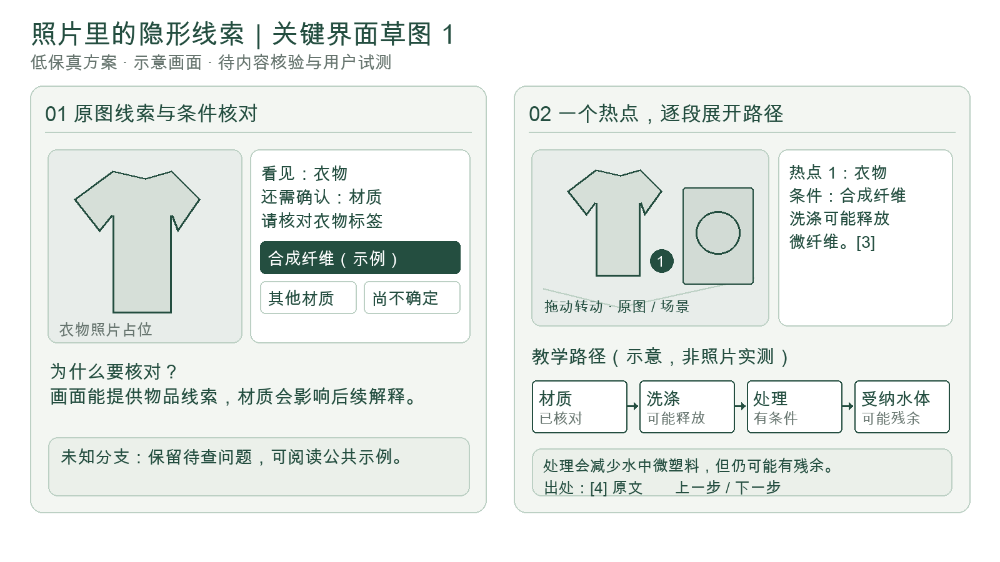 照片里的隐形线索 | 关键界面草图 1
低保真方案 · 示意画面 · 待内容核验与用户试测
01 原图线索与条件核对
衣物照片占位
看见：衣物
还需确认：材质
请核对衣物标签
合成纤维（示例）
其他材质
尚不确定
为什么要核对？
画面能提供物品线索，材质会影响后续解释。
未知分支：保留待查问题，可阅读公共示例。
02 一个热点，逐段展开路径
1
拖动转动 · 原图 / 场景
热点 1：衣物
条件：合成纤维
洗涤可能释放
微纤维。[3]
教学路径（示意，非照片实测）
材质
已核对
洗涤
可能释放
处理
有条件
受纳水体
可能残余
处理会减少水中微塑料，但仍可能有残余。
出处：[4] 原文 上一步 / 下一步